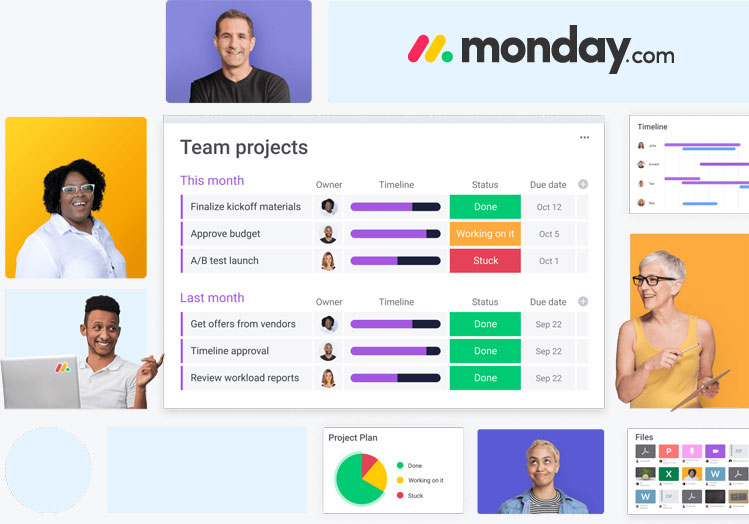 monday.com
Team projects
This month Owner Timeline Status Due date
Finalize kickoff materials Done Oct 12
Approve budget Working on it Oct 5
A/B test launch Stuck Oct 1
Last month Owner Timeline Status Due date
Get offers from vendors Done Sep 22
Timeline approval Done Sep 22
Review workload reports Done Sep 22
Timeline
Project Plan
Done
Working on it
Stuck
Files
P
ZIP
X
W
W
ZIP